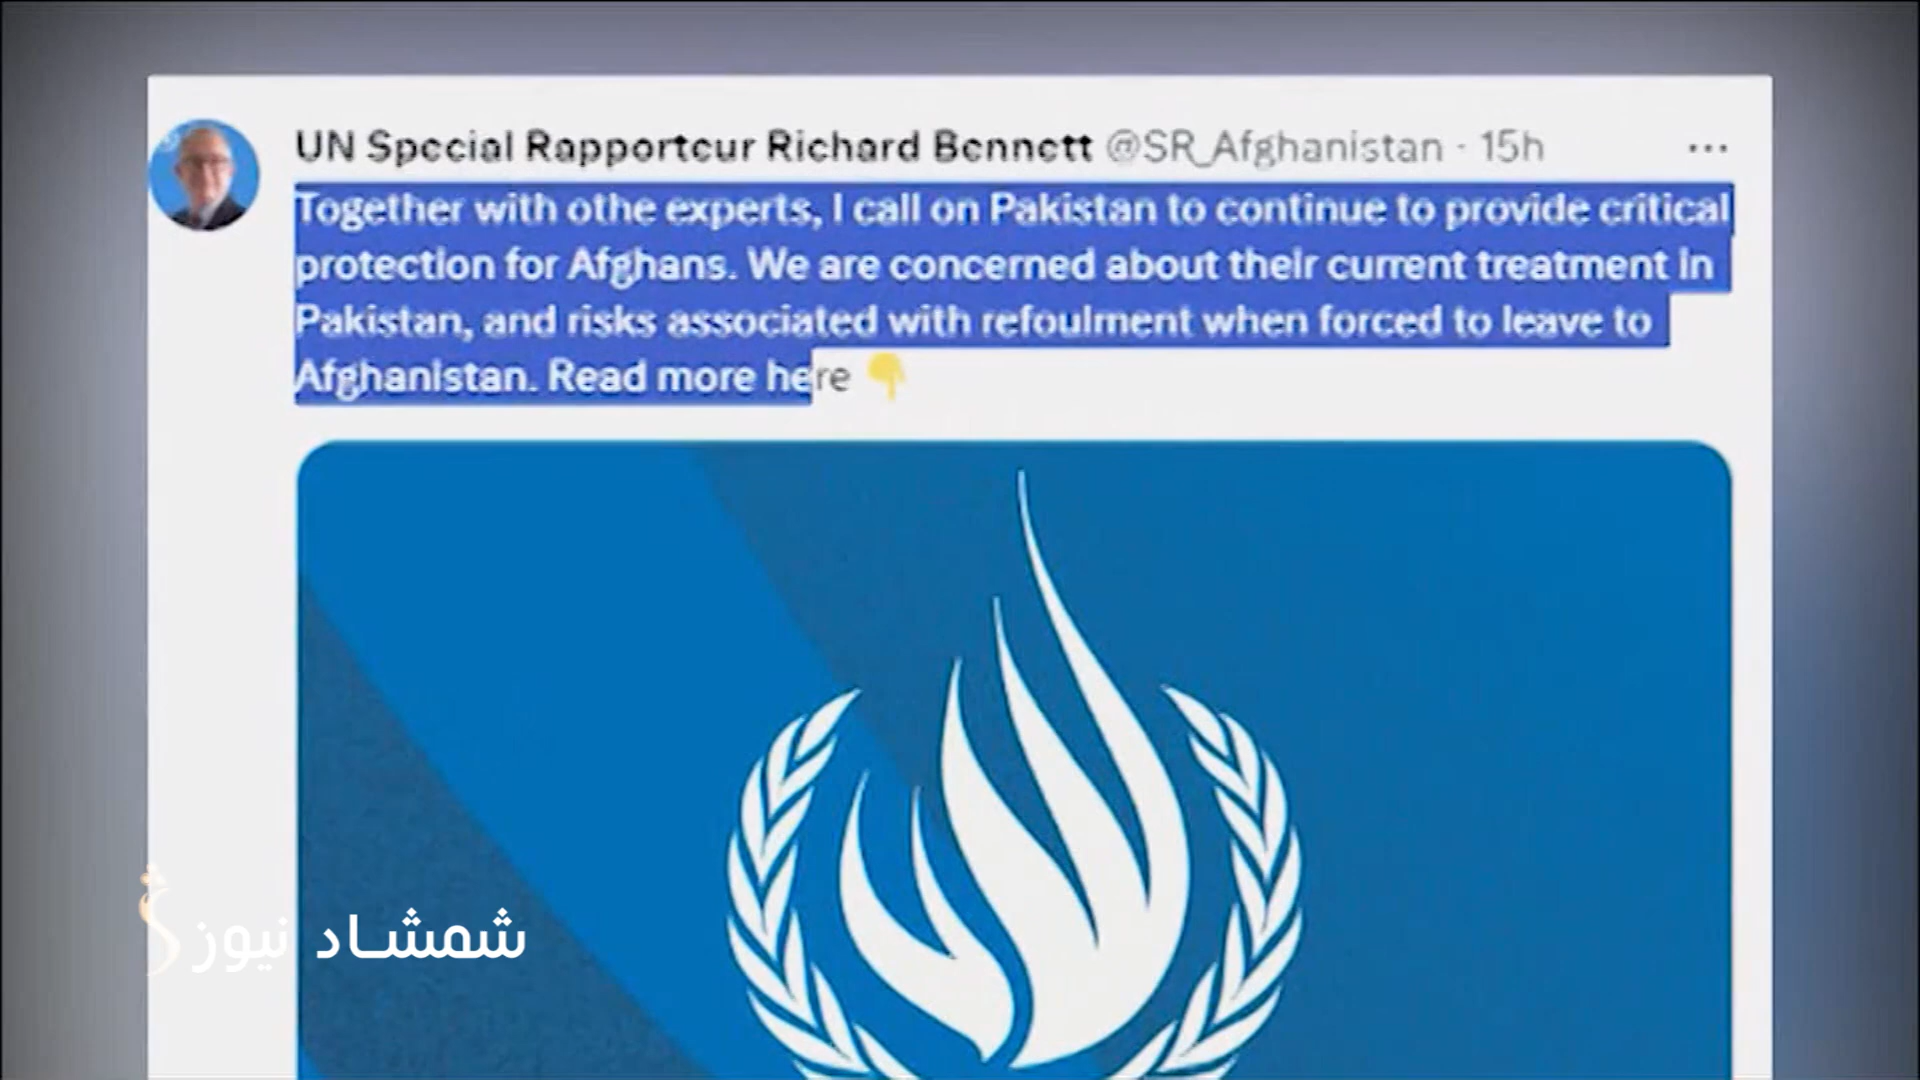 UN Special Rapporteur Richard Bennett @SR_Afghanistan · 15h ...
Together with othe experts, I call on Pakistan to continue to provide critical
protection for Afghans. We are concerned about their current treatment in
Pakistan, and risks associated with refoulment when forced to leave to
Afghanistan. Read more here 👇
شمشاد نیوز